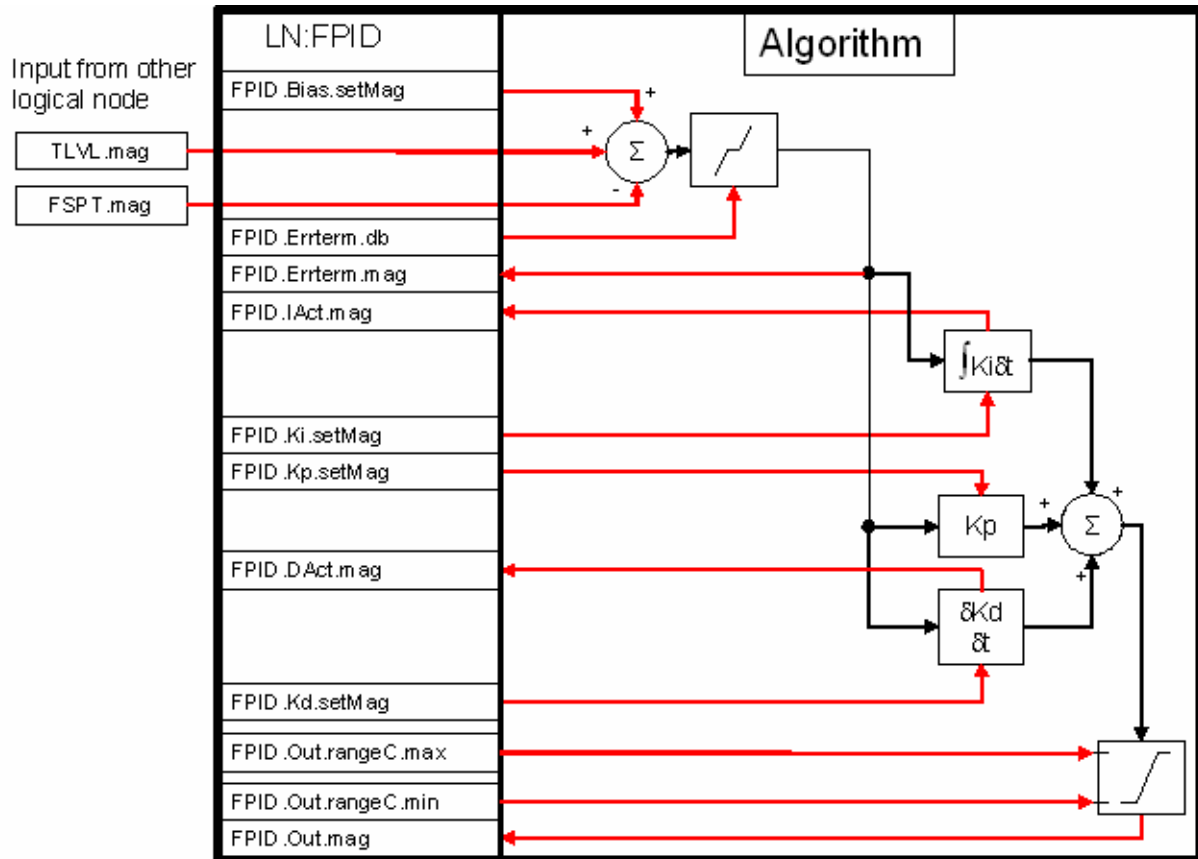 LN:FPID
Algorithm
Input from other
logical node
FPID.Bias.setMag
+
+
TLVL.mag
Σ
-
FSPT.mag
FPID.Errterm.db
FPID.Errterm.mag
FPID.IAct.mag
∫Kiδt
FPID.Ki.setMag
FPID.Kp.setMag
+
+
Kp
Σ
FPID.DAct.mag
+
δKd
δt
FPID.Kd.setMag
FPID.Out.rangeC.max
FPID.Out.rangeC.min
FPID.Out.mag